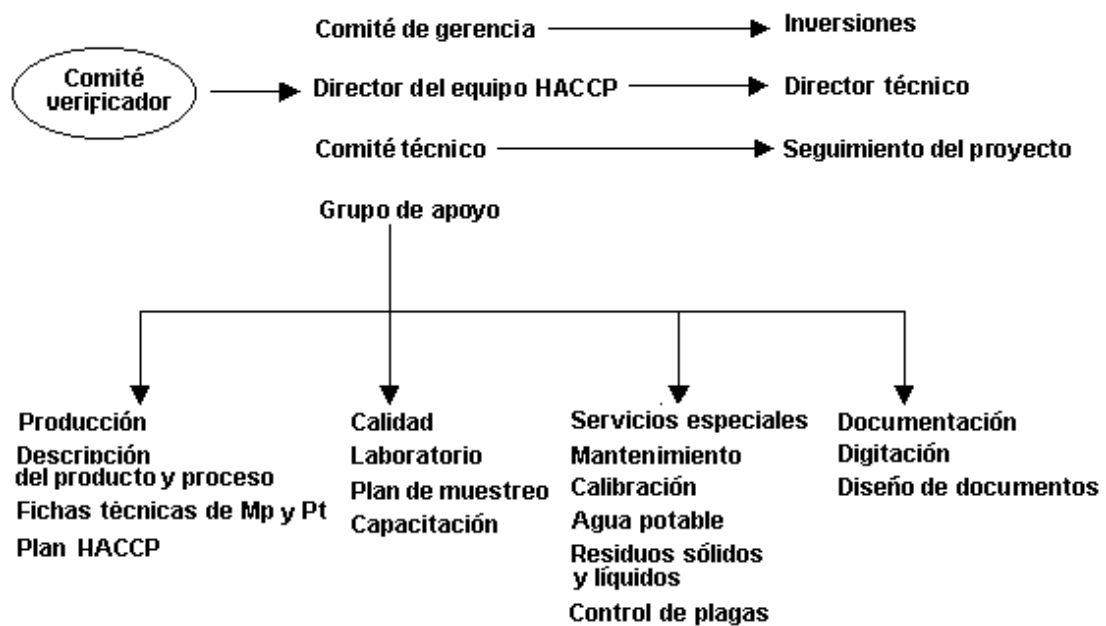 Comité de gerencia
Inversiones
Comité
verificador
Director del equipo HACCP
Director técnico
Comité técnico
Seguimiento del proyecto
Grupo de apoyo
Producción
Descripción
del producto y proceso
Fichas técnicas de Mp y Pt
Plan HACCP
Calidad
Laboratorio
Plan de muestreo
Capacitación
Servicios especiales
Mantenimiento
Calibración
Agua potable
Residuos sólidos
y líquidos
Control de plagas
Documentación
Digitación
Diseño de documentos